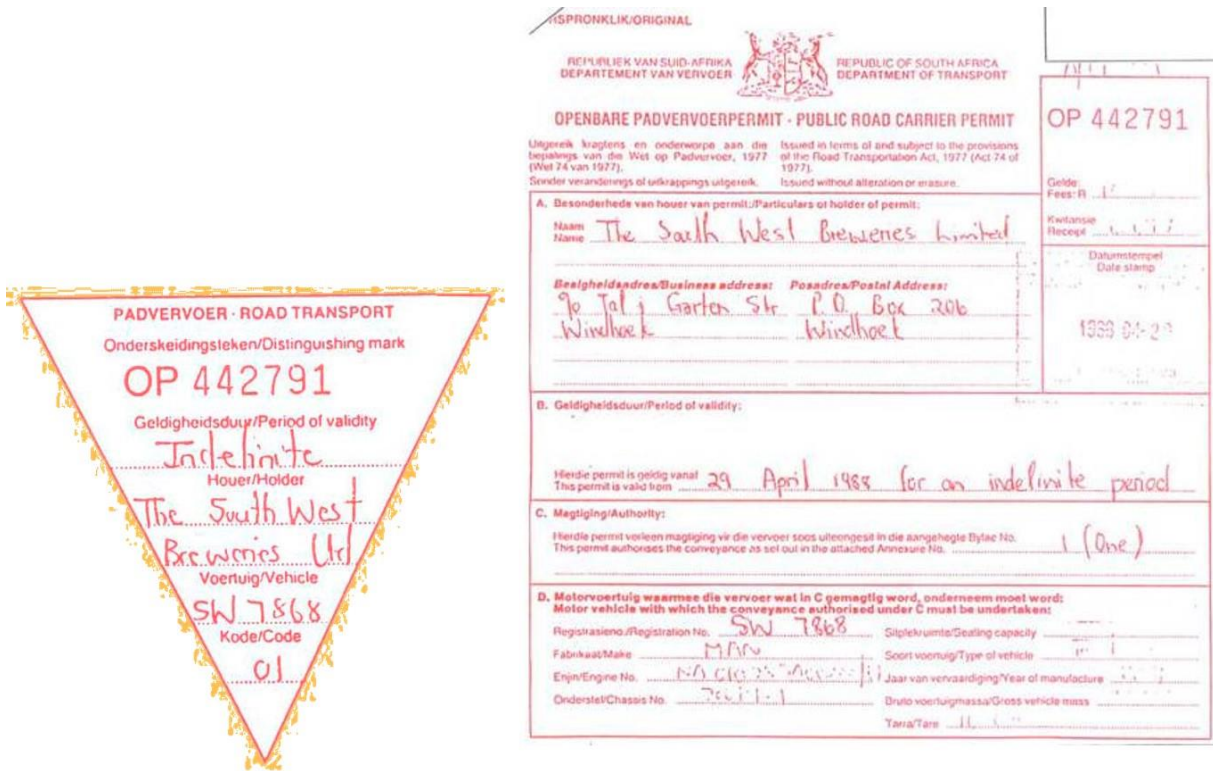 PADVERVOER · ROAD TRANSPORT
Onderskeidingsteken/Distinguishing mark
OP 442791
Geldigheidsduur/Period of validity
Indefinite
Houer/Holder
The South West
Breweries Ltd
Voertuig/Vehicle
SW 7868
Kode/Code
01
SPRONKLIK/ORIGINAL
REPUBLIEK VAN SUID-AFRIKA
DEPARTEMENT VAN VERVOER
REPUBLIC OF SOUTH AFRICA
DEPARTMENT OF TRANSPORT
OPENBARE PADVERVOERPERMIT - PUBLIC ROAD CARRIER PERMIT
OP 442791
Uitgereik kragtens en onderworpe aan die
bepalings van die Wet op Padvervoer, 1977
(Wet 74 van 1977).
Sonder veranderings of uitkrappings uitgereik.
Issued in terms of and subject to the provisions
of the Road Transportation Act, 1977 (Act 74 of
1977).
Issued without alteration or erasure.
Gelde:
Fees: R
Kwitansie
Receipt
Datumstempel
Date stamp
A. Besonderhede van houer van permit:/Particulars of holder of permit:
Naam
Name The South West Breweries Limited
Besigheidsadres/Business address:
Garten Str
Windhoek
Posadres/Postal Address:
P.O. Box 206
Windhoek
B. Geldigheidsduur/Period of validity:
Hierdie permit is geldig vanaf
This permit is valid from 29 April 1988 for an indefinite period
C. Magtiging/Authority:
Hierdie permit verleen magtiging vir die vervoer soos uiteengesit in die aangehegte Bylae No.
This permit authorises the conveyance as set out in the attached Annexure No. 1 (One)
D. Motorvoertuig waarmee die vervoer wat in C gemagtig word, onderneem moet word:
Motor vehicle with which the conveyance authorised under C must be undertaken:
Registrasieno./Registration No. SW 7868
Fabrikaat/Make MAN
Enjin/Engine No.
Onderstel/Chassis No.
Sitplekruimte/Seating capacity
Soort voertuig/Type of vehicle
Jaar van vervaardiging/Year of manufacture
Bruto voertuigmassa/Gross vehicle mass
Tarra/Tare